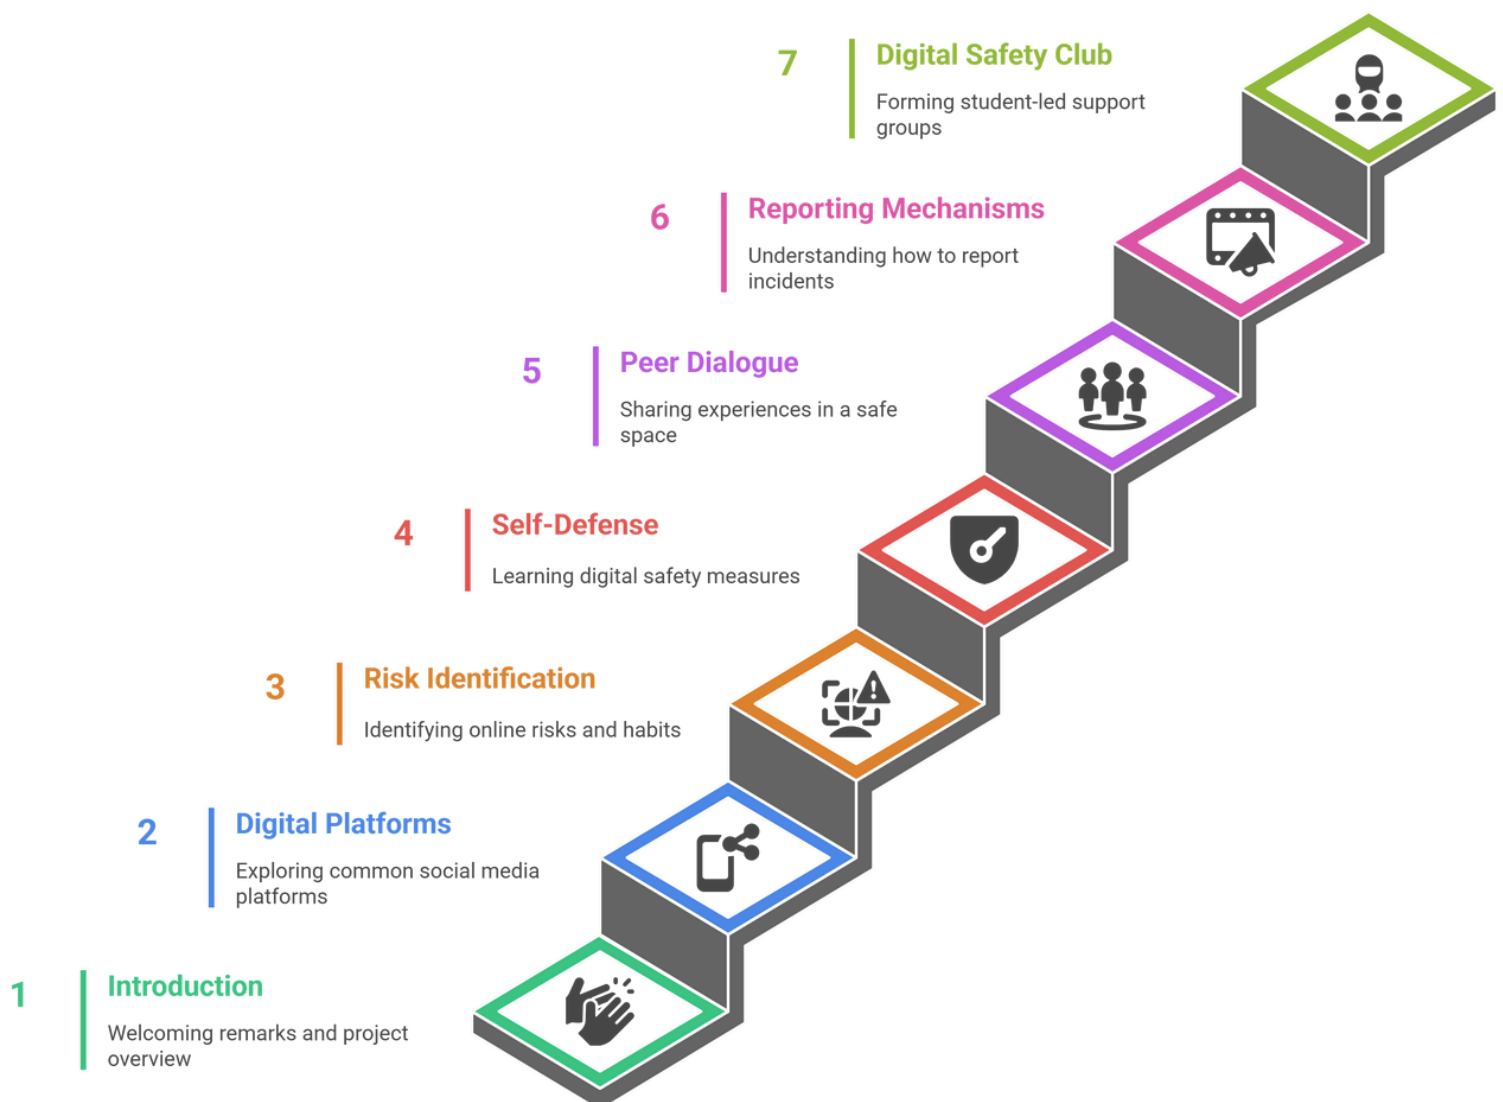 7
Digital Safety Club
Forming student-led support
groups
6
Reporting Mechanisms
Understanding how to report
incidents
5
Peer Dialogue
Sharing experiences in a safe
space
4
Self-Defense
Learning digital safety measures
3
Risk Identification
Identifying online risks and habits
2
Digital Platforms
Exploring common social media
platforms
1
Introduction
Welcoming remarks and project
overview